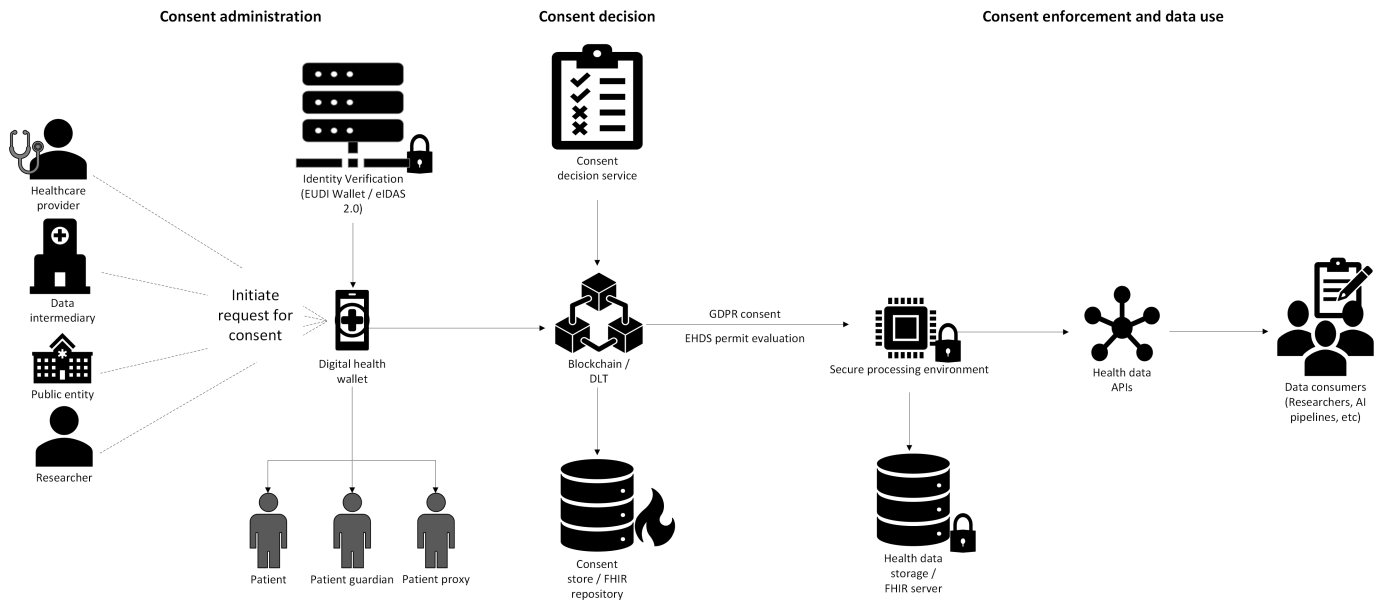 Consent administration
Consent decision
Consent enforcement and data use
Healthcare
provider
Data
intermediary
Public entity
Researcher
Initiate
request for
consent
Identity Verification
(EUDI Wallet / eIDAS
2.0)
Digital health
wallet
Patient
Patient guardian
Patient proxy
Consent
decision service
Blockchain /
DLT
Consent
store / FHIR
repository
GDPR consent
EHDS permit evaluation
Secure processing environment
Health data
storage /
FHIR server
Health data
APIs
Data consumers
(Researchers, AI
pipelines, etc)